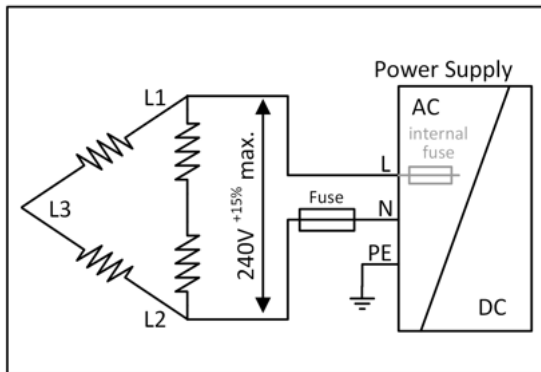 Power Supply
L1
AC
internal
fuse
L
L3
240V +15% max.
Fuse
N
PE
L2
DC